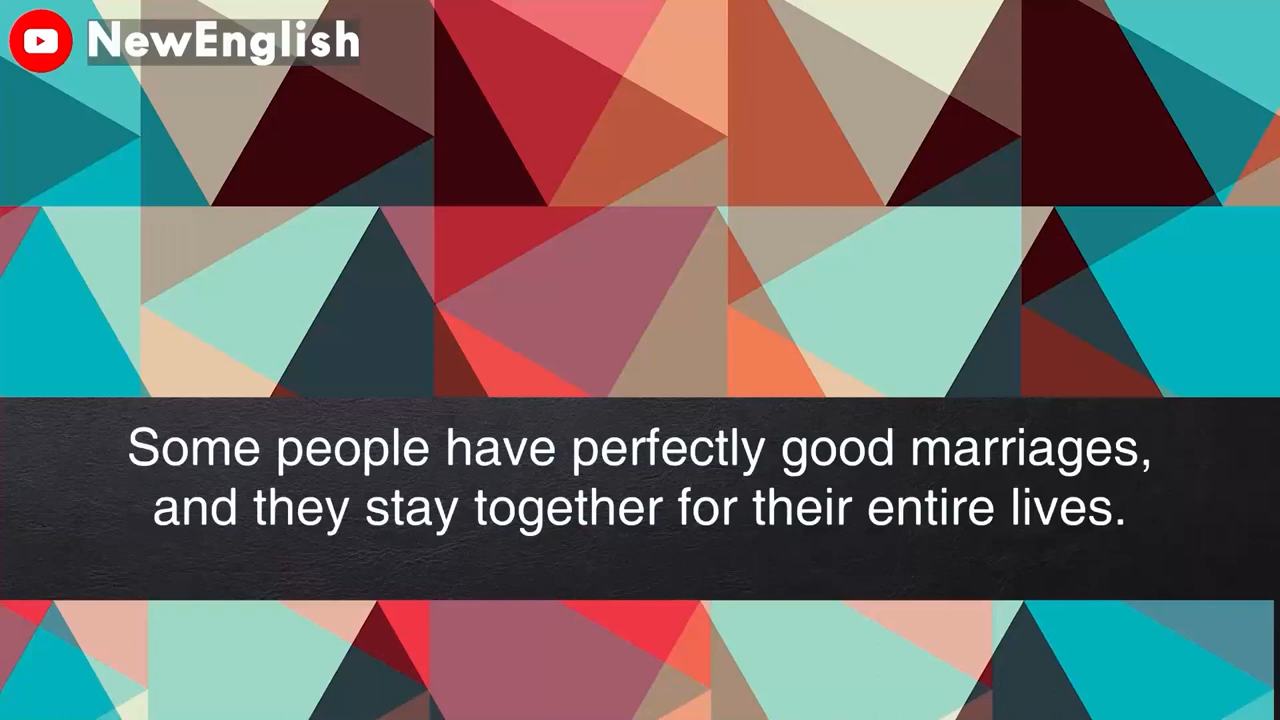 NewEnglish
Some people have perfectly good marriages,
and they stay together for their entire lives.